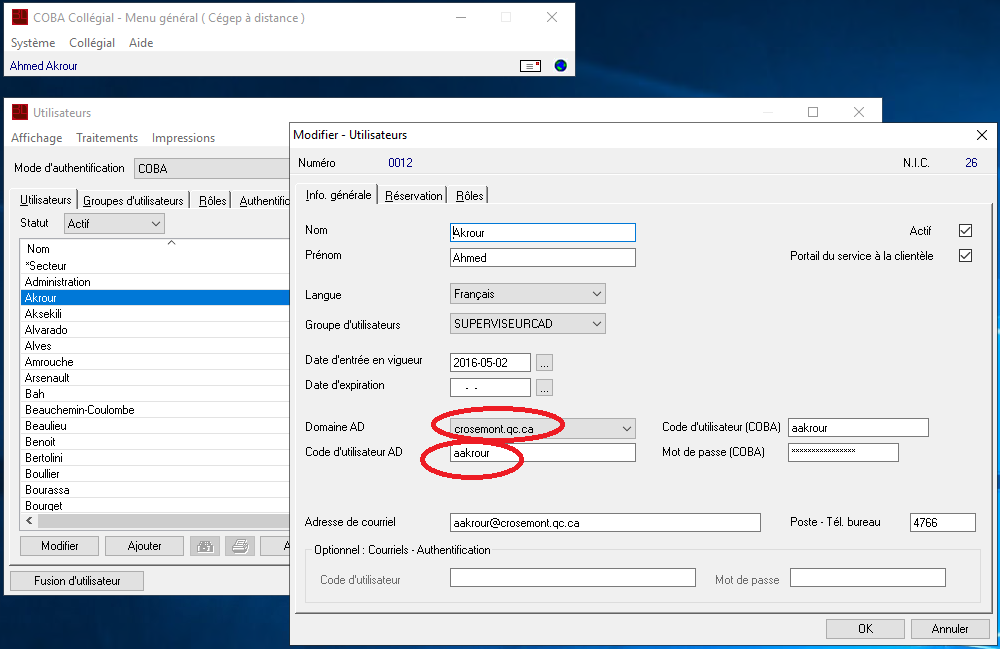 COBA Collégial - Menu général ( Cégep à distance )
Système Collégial Aide
Ahmed Akrour
Utilisateurs
Affichage Traitements Impressions
Mode d'authentification COBA
Utilisateurs Groupes d'utilisateurs Rôles Authentific
Statut Actif
Nom
*Secteur
Administration
Akrour
Aksekili
Alvarado
Alves
Amrouche
Arsenault
Bah
Beauchemin-Coulombe
Beaulieu
Benoit
Bertolini
Boullier
Bourassa
Bourget
Modifier Ajouter A
Fusion d'utilisateur
Modifier - Utilisateurs
Numéro 0012 N.I.C. 26
Info. générale Réservation Rôles
Nom Akrour Actif
Prénom Ahmed Portail du service à la clientèle
Langue Français
Groupe d'utilisateurs SUPERVISEURCAD
Date d'entrée en vigueur 2016-05-02 ...
Date d'expiration - - ...
Domaine AD crosemont.qc.ca Code d'utilisateur (COBA) aakrour
Code d'utilisateur AD aakrour Mot de passe (COBA) ***************
Adresse de courriel aakrour@crosemont.qc.ca Poste - Tél. bureau 4766
Optionnel : Courriels - Authentification
Code d'utilisateur Mot de passe
OK Annuler